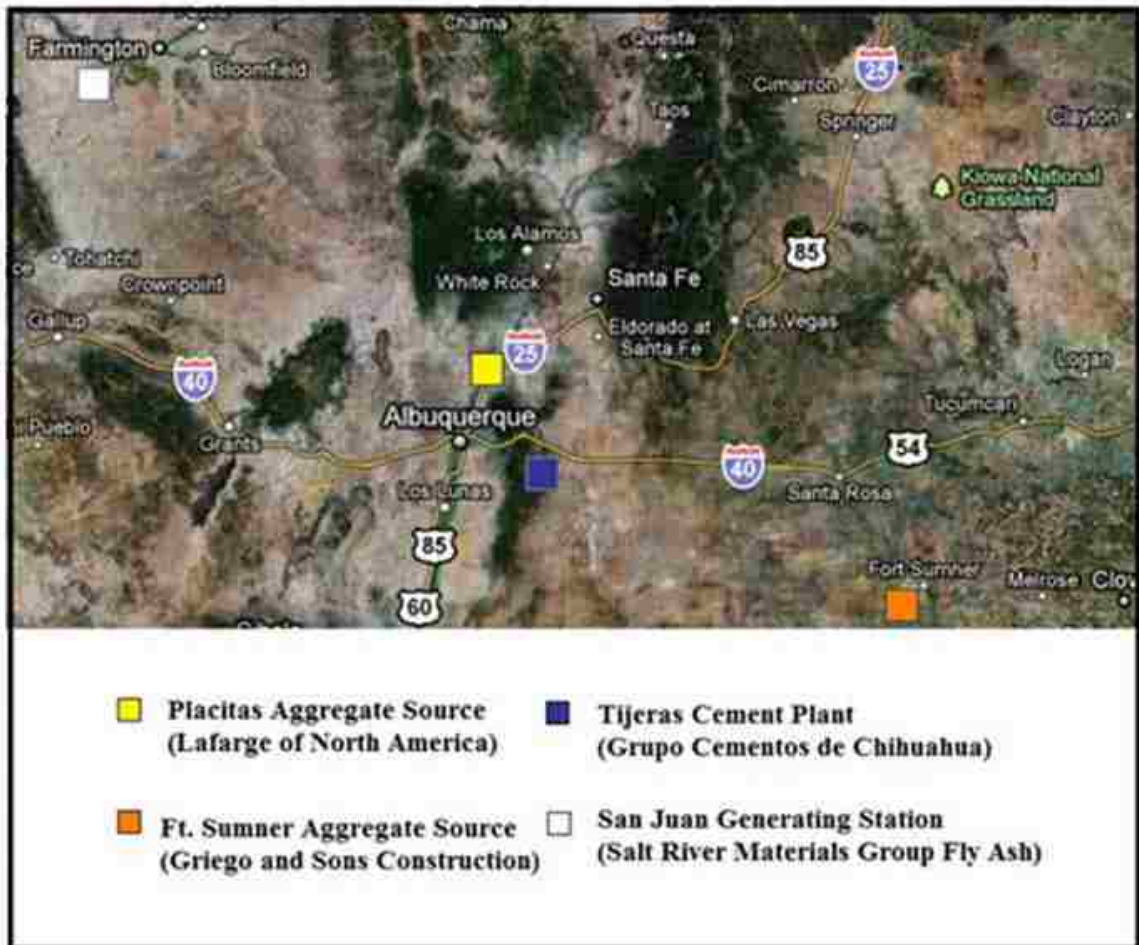 Chama
Questa
Farmington
Bloomfield
25
Cimarron
Taos
Springer
Clayton
Kiowa National
Grassland
Los Alamos
85
Tohatchi
Santa Fe
White Rock
Crownpoint
Gallup
Las Vegas
Eldorado at
Santa Fe
25
Logan
40
Tucumcari
Pueblo
Albuquerque
Grants
54
40
Santa Rosa
Los Lunas
85
Fort Sumner
Melrose
Clov
60
Placitas Aggregate Source
(Lafarge of North America)
Tijeras Cement Plant
(Grupo Cementos de Chihuahua)
Ft. Sumner Aggregate Source
(Griego and Sons Construction)
San Juan Generating Station
(Salt River Materials Group Fly Ash)